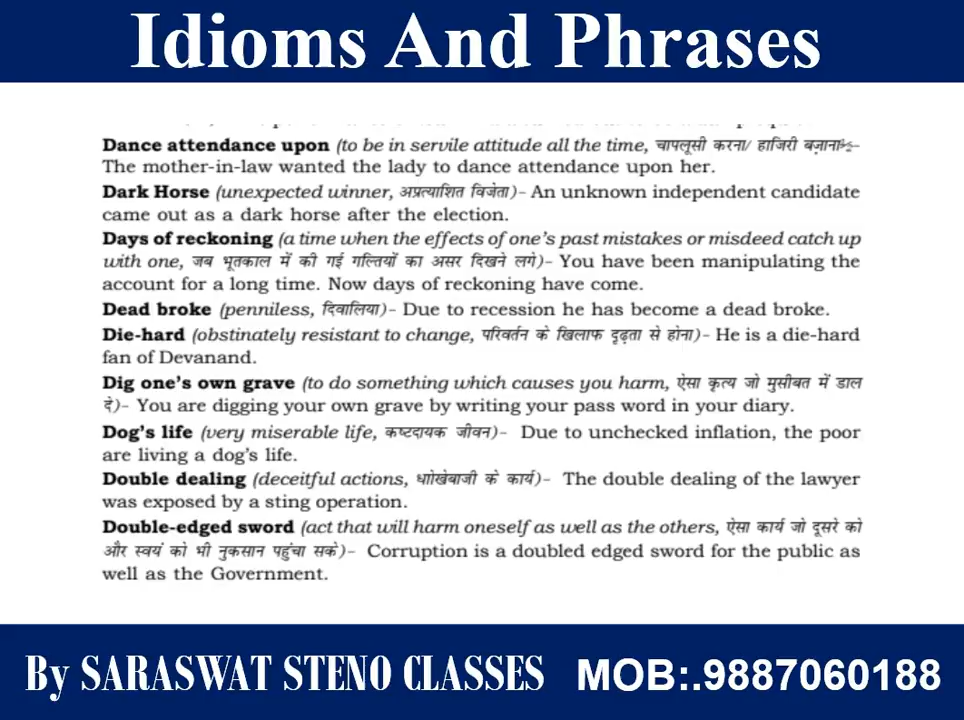 Idioms And Phrases
Dance attendance upon (to be in servile attitude all the time, चापलूसी करना/ हाजिरी बज़ाना)-
The mother-in-law wanted the lady to dance attendance upon her.
Dark Horse (unexpected winner, अप्रत्याशित विजेता)- An unknown independent candidate
came out as a dark horse after the election.
Days of reckoning (a time when the effects of one's past mistakes or misdeed catch up
with one, जब भूतकाल में की गई गल्तियों का असर दिखने लगे)- You have been manipulating the
account for a long time. Now days of reckoning have come.
Dead broke (penniless, दिवालिया)- Due to recession he has become a dead broke.
Die-hard (obstinately resistant to change, परिवर्तन के खिलाफ दृढ़ता से होना)- He is a die-hard
fan of Devanand.
Dig one's own grave (to do something which causes you harm, ऐसा कृत्य जो मुसीबत में डाल
दे)- You are digging your own grave by writing your pass word in your diary.
Dog's life (very miserable life, कष्टदायक जीवन)- Due to unchecked inflation, the poor
are living a dog's life.
Double dealing (deceitful actions, धाोखेबाजी के कार्य)- The double dealing of the lawyer
was exposed by a sting operation.
Double-edged sword (act that will harm oneself as well as the others, ऐसा कार्य जो दूसरे को
और स्वयं को भी नुकसान पहुंचा सके)- Corruption is a doubled edged sword for the public as
well as the Government.
By SARASWAT STENO CLASSES MOB:.9887060188